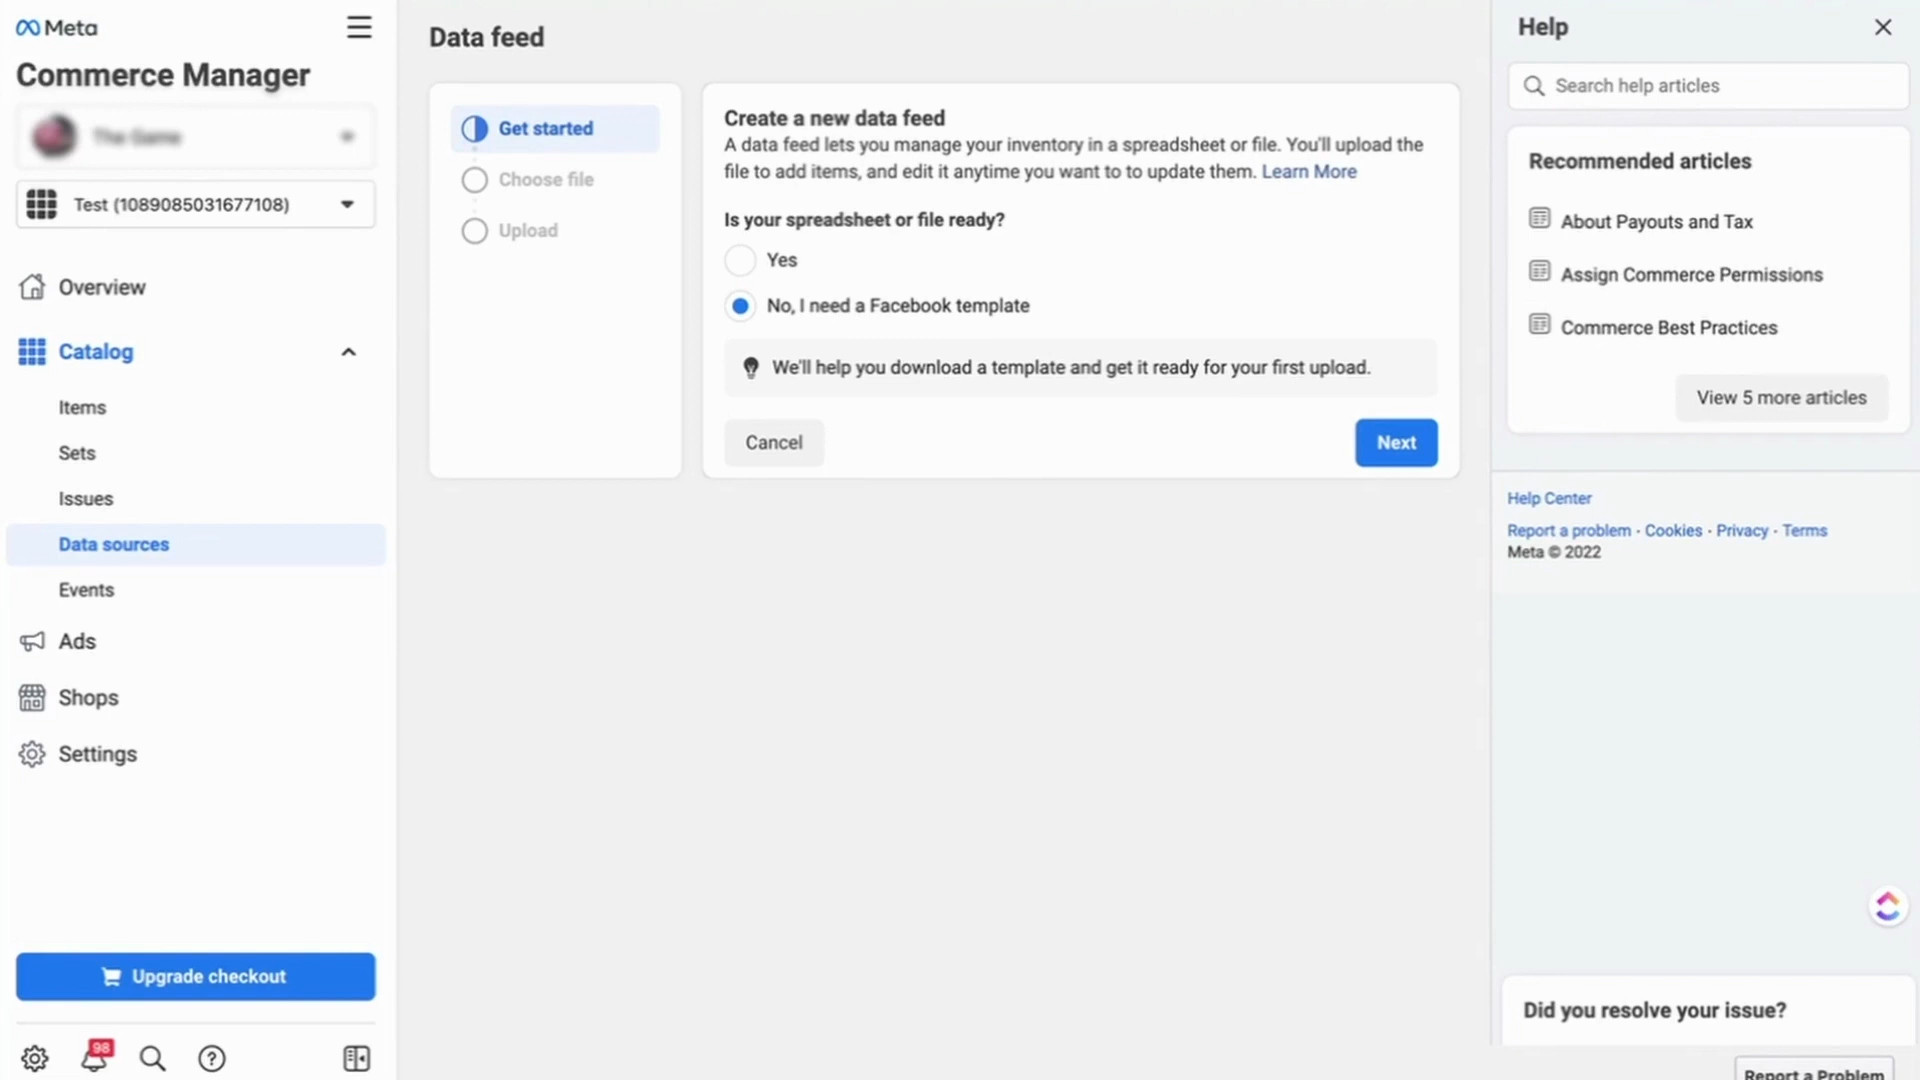 Meta
Commerce Manager
The Game
Test (1089085031677108)
Overview
Catalog
Items
Sets
Issues
Data sources
Events
Ads
Shops
Settings
Upgrade checkout
98
Data feed
Get started
Choose file
Upload
Create a new data feed
A data feed lets you manage your inventory in a spreadsheet or file. You'll upload the
file to add items, and edit it anytime you want to to update them. Learn More
Is your spreadsheet or file ready?
Yes
No, I need a Facebook template
We'll help you download a template and get it ready for your first upload.
Cancel
Next
Help
Search help articles
Recommended articles
About Payouts and Tax
Assign Commerce Permissions
Commerce Best Practices
View 5 more articles
Help Center
Report a problem · Cookies · Privacy · Terms
Meta © 2022
Did you resolve your issue?
Report a Problem